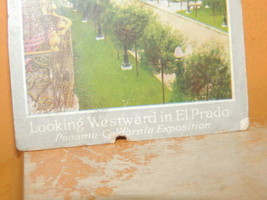 Looking Westward in El Prado
Panama-California Exposition